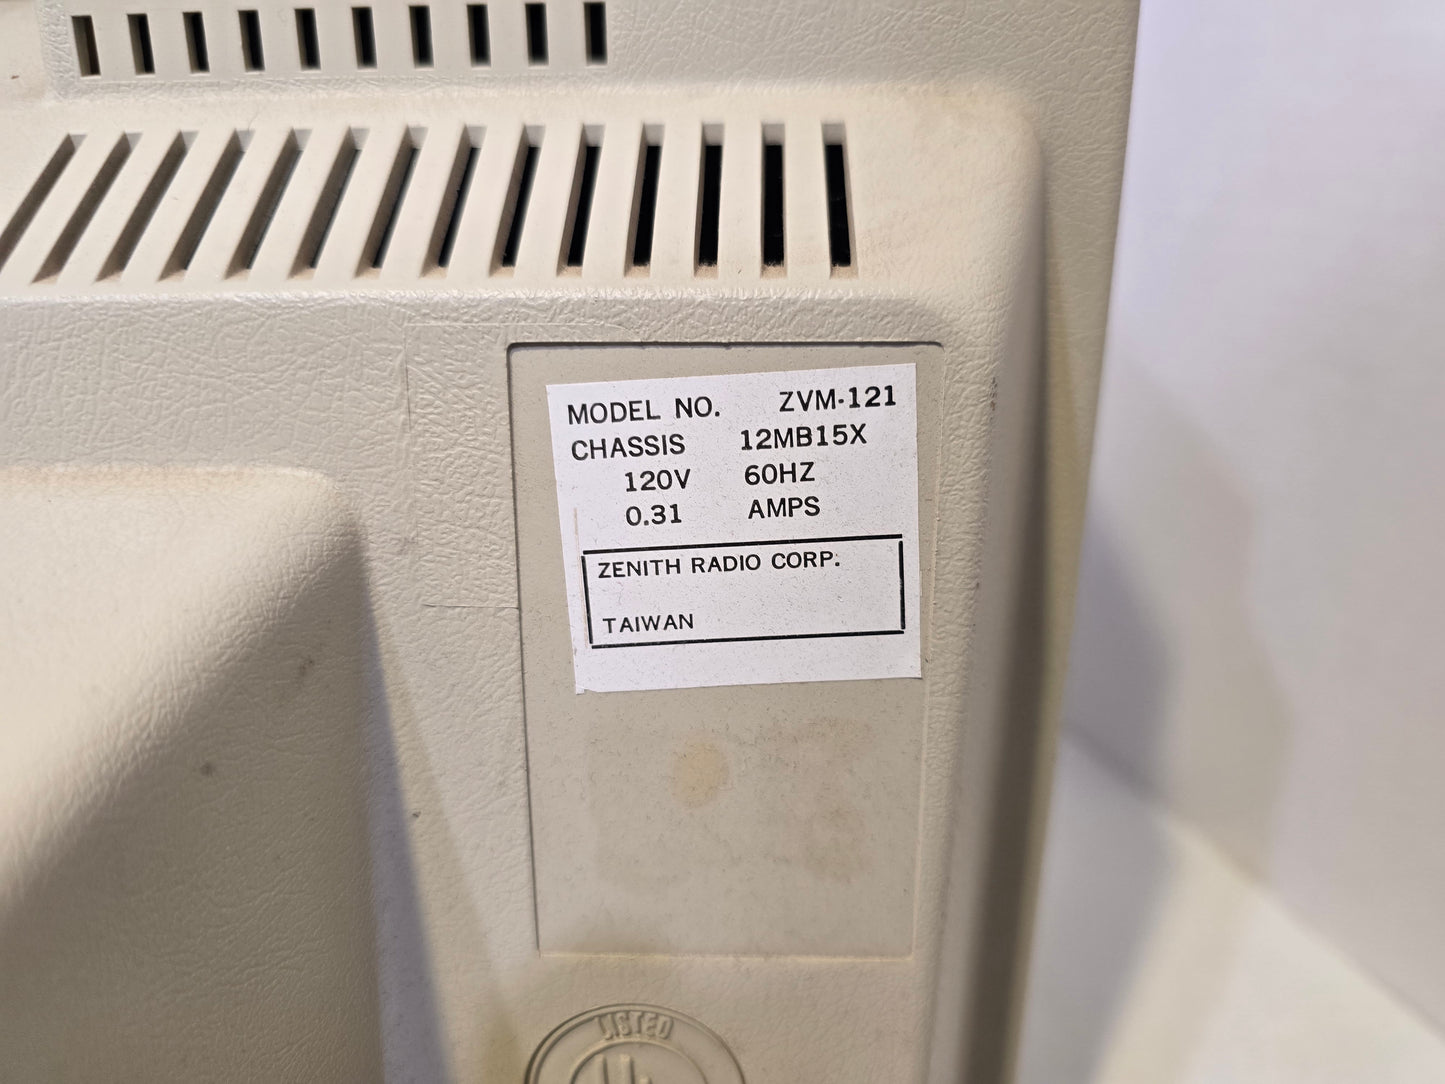 MODEL NO. ZVM-121
CHASSIS 12MB15X
120V 60HZ
0.31 AMPS
ZENITH RADIO CORP.
TAIWAN
LISTED